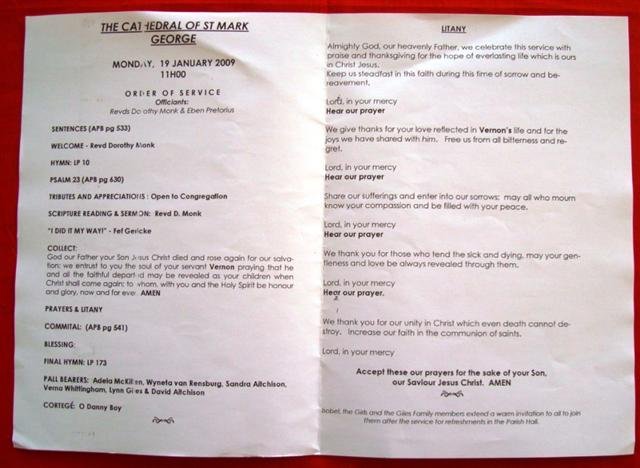 THE CATHEDRAL OF ST MARK
GEORGE
MONDAY, 19 JANUARY 2009
11H00
ORDER OF SERVICE
Officiants:
Revds Dorothy Monk & Eben Pretorius
SENTENCES (APB pg 533)
WELCOME - Revd Dorothy Monk
HYMN: LP 10
PSALM 23 (APB pg 630)
TRIBUTES AND APPRECIATIONS : Open to Congregation
SCRIPTURE READING & SERMON: Revd D. Monk
"I DID IT MY WAY!" - Fef Gericke
COLLECT:
God our Father your Son Jesus Christ died and rose again for our salva-
tion; we entrust to you the soul of your servant Vernon praying that he
and all the faithful departed may be revealed as your children when
Christ shall come again; to whom, with you and the Holy Spirit be honour
and glory, now and for ever. AMEN
PRAYERS & LITANY
COMMITAL: (APB pg 541)
BLESSING:
FINAL HYMN: LP 173
PALL BEARERS: Adela McKillen, Wyneta van Rensburg, Sandra Aitchison,
Verna Whittingham, Lynn Giles & David Aitchison
CORTEGÉ: O Danny Boy
LITANY
Almighty God, our heavenly Father, we celebrate this service with
praise and thanksgiving for the hope of everlasting life which is ours
in Christ Jesus.
Keep us steadfast in this faith during this time of sorrow and be-
reavement.
Lord, in your mercy
Hear our prayer
We give thanks for your love reflected in Vernon's life and for the
joys we have shared with him. Free us from all bitterness and re-
gret.
Lord, in your mercy
Hear our prayer
Share our sufferings and enter into our sorrows; may all who mourn
know your compassion and be filled with your peace.
Lord, in your mercy
Hear our prayer
We thank you for those who tend the sick and dying, may your gen-
tleness and love be always revealed through them.
Lord, in your mercy
Hear our prayer.
We thank you for our unity in Christ which even death cannot de-
stroy. Increase our faith in the communion of saints.
Lord, in your mercy
Accept these our prayers for the sake of your Son,
our Saviour Jesus Christ. AMEN
the Girls and the Giles Family members extend a warm invitation to all to join
them after the service for refreshments in the Parish Hall.